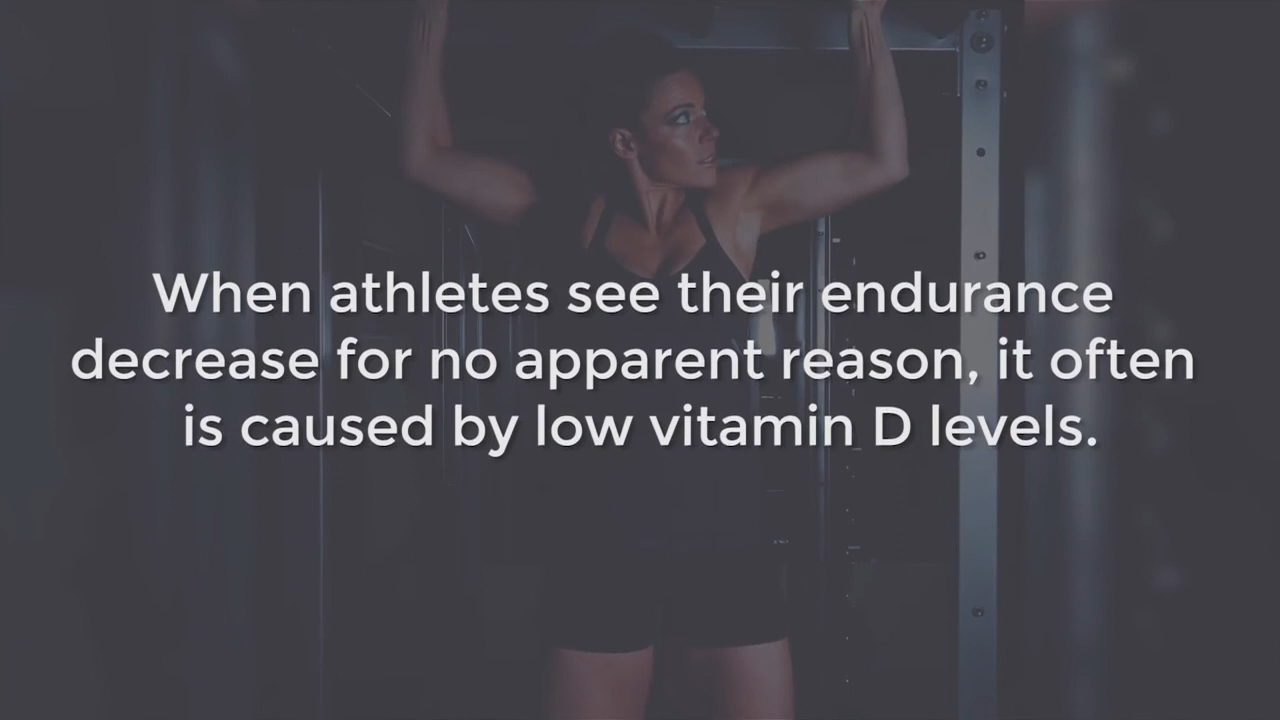 When athletes see their endurance
decrease for no apparent reason, it often
is caused by low vitamin D levels.